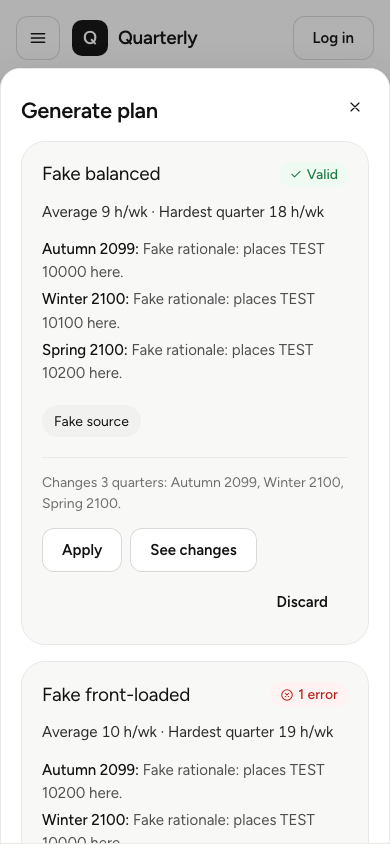 Q Quarterly Log in
Generate plan
Fake balanced Valid
Average 9 h/wk · Hardest quarter 18 h/wk
Autumn 2099: Fake rationale: places TEST
10000 here.
Winter 2100: Fake rationale: places TEST
10100 here.
Spring 2100: Fake rationale: places TEST
10200 here.
Fake source
Changes 3 quarters: Autumn 2099, Winter 2100,
Spring 2100.
Apply See changes
Discard
Fake front-loaded 1 error
Average 10 h/wk · Hardest quarter 19 h/wk
Autumn 2099: Fake rationale: places TEST
10200 here.
Winter 2100: Fake rationale: places TEST
10000 here.